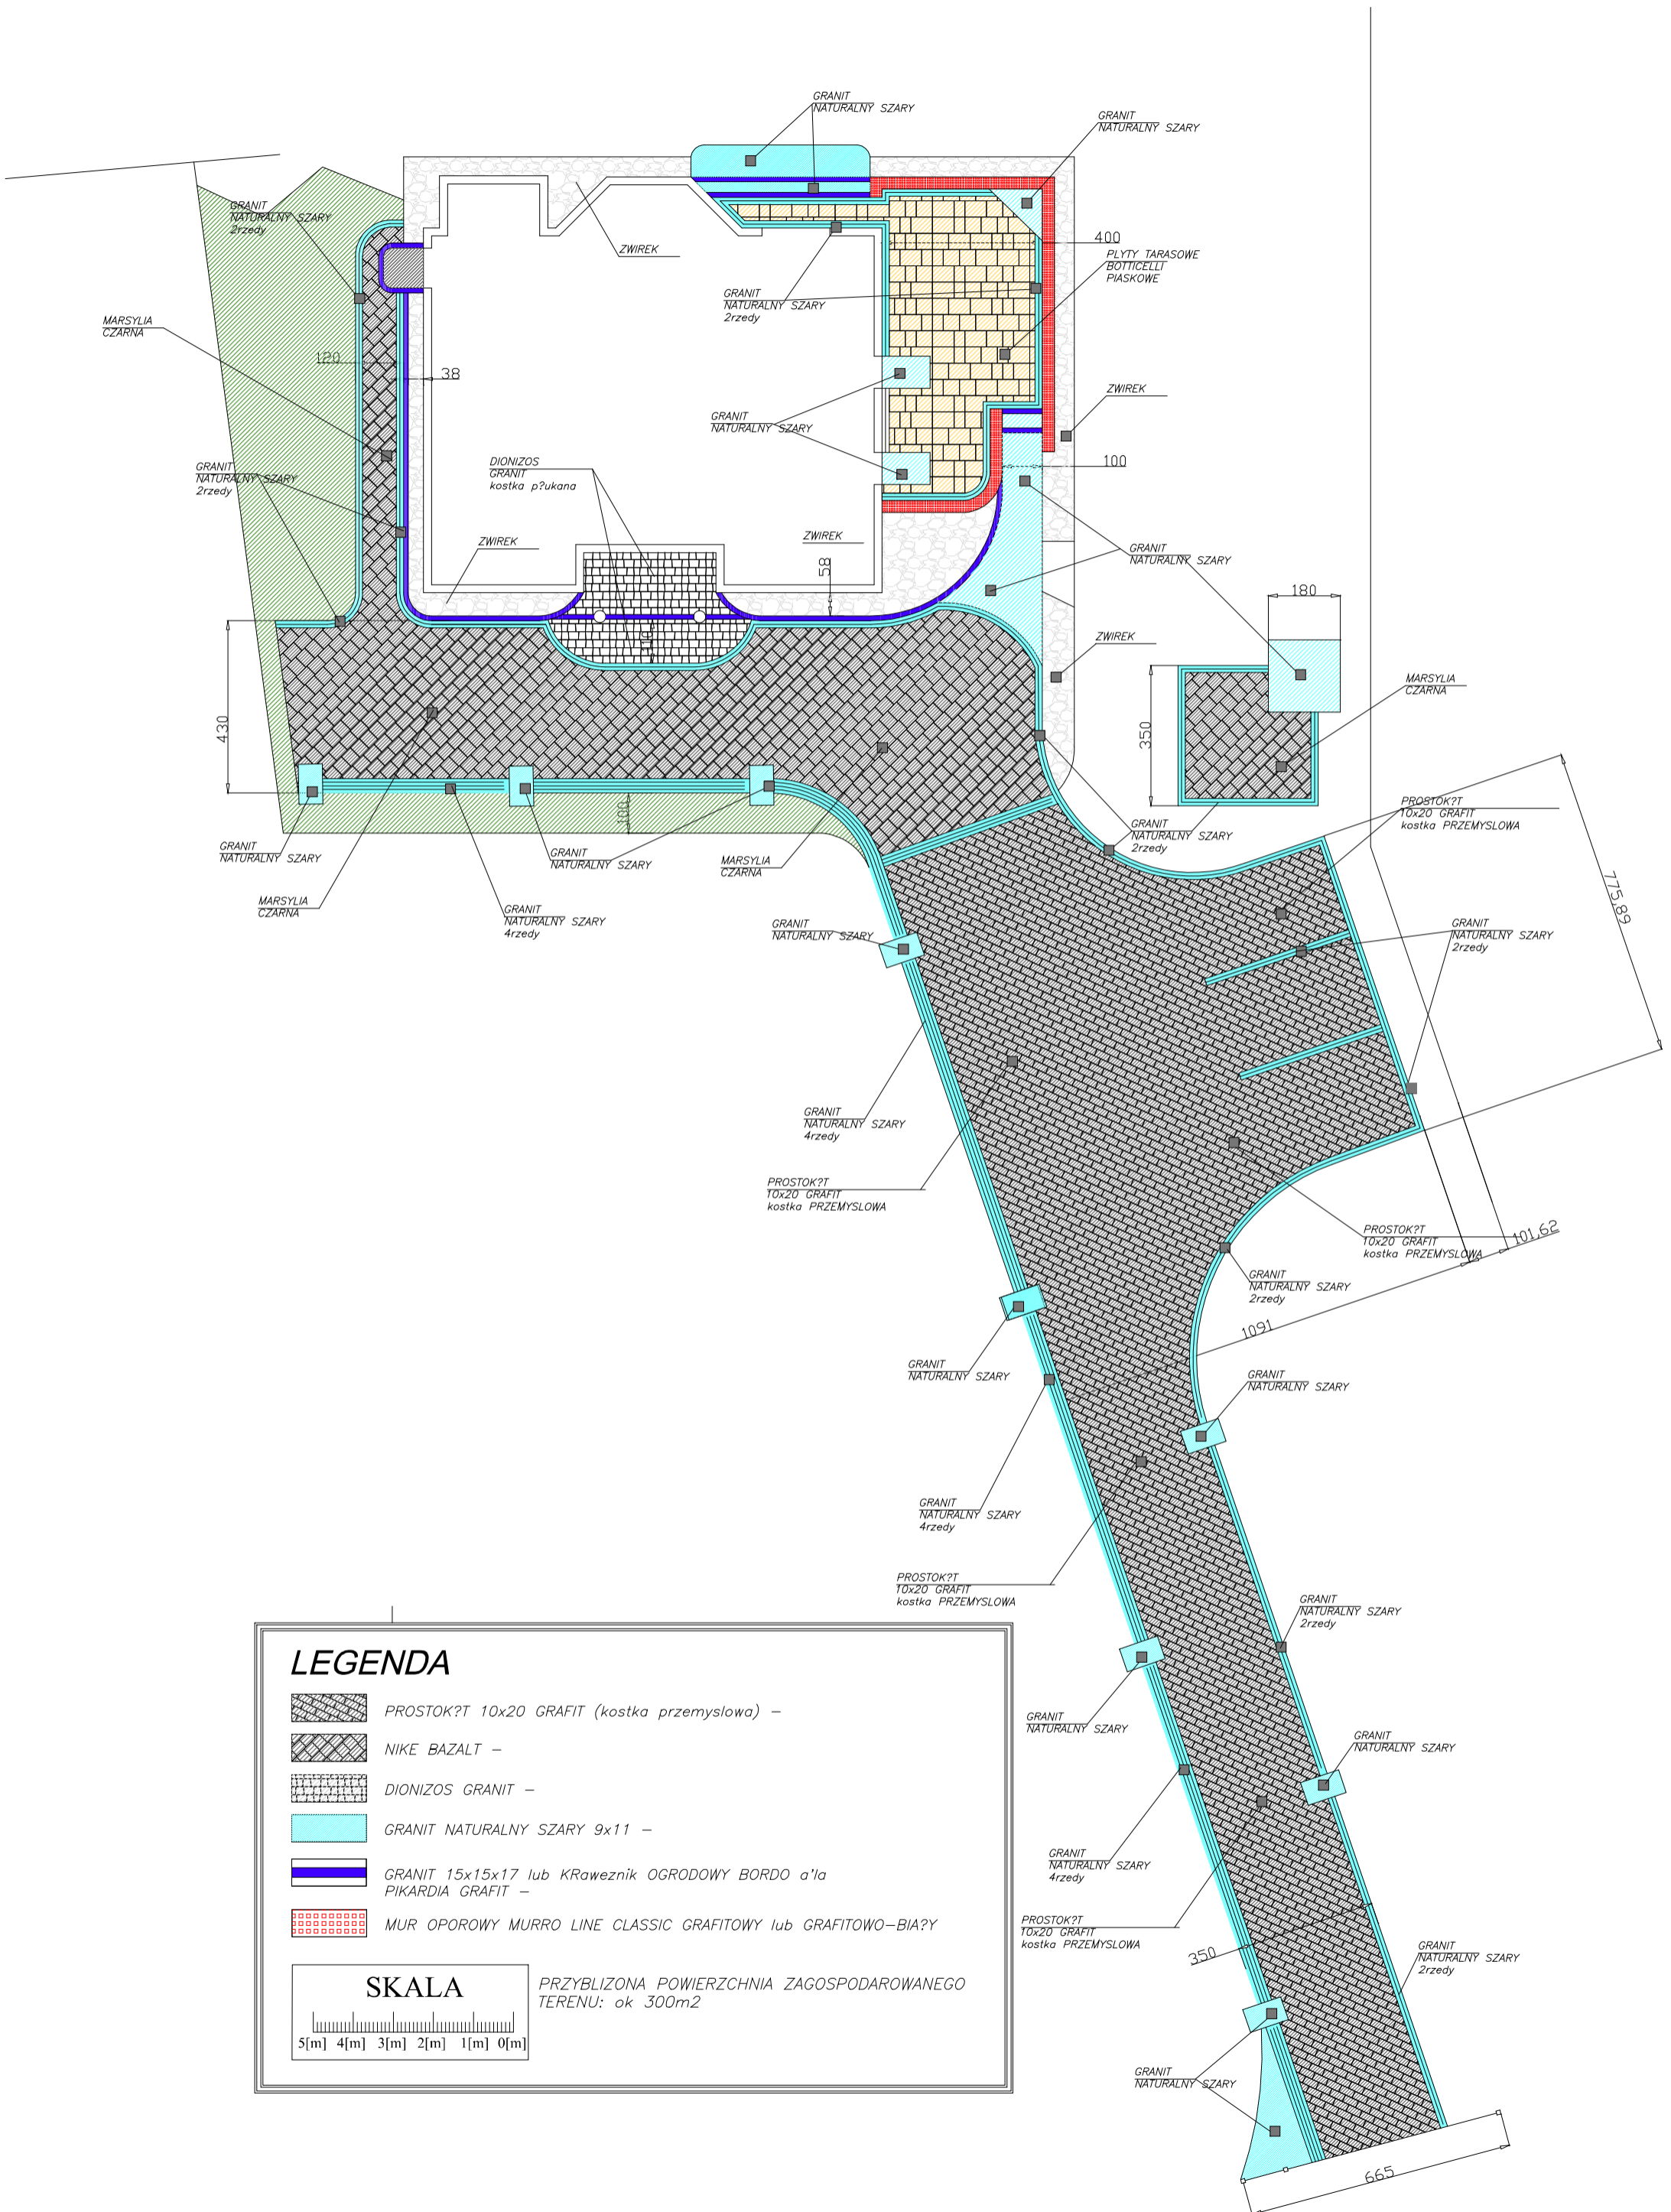 GRANIT
NATURALNY SZARY
GRANIT
NATURALNY SZARY
GRANIT
NATURALNY SZARY
2rzedy
ZWIREK
400
PLYTY TARASOWE
BOTTICELLI
PIASKOWE
GRANIT
NATURALNY SZARY
2rzedy
MARSYLIA
CZARNA
120
38
ZWIREK
GRANIT
NATURALNY SZARY
GRANIT
NATURALNY SZARY
2rzedy
DIONIZOS
GRANIT
kostka p?ukana
100
ZWIREK
ZWIREK
58
GRANIT
NATURALNY SZARY
180
110
ZWIREK
MARSYLIA
CZARNA
430
350
100
PROSTOK?T
10x20 GRAFIT
kostka PRZEMYSLOWA
GRANIT
NATURALNY SZARY
2rzedy
GRANIT
NATURALNY SZARY
GRANIT
NATURALNY SZARY
MARSYLIA
CZARNA
775,89
MARSYLIA
CZARNA
GRANIT
NATURALNY SZARY
4rzedy
GRANIT
NATURALNY SZARY
GRANIT
NATURALNY SZARY
2rzedy
GRANIT
NATURALNY SZARY
4rzedy
PROSTOK?T
10x20 GRAFIT
kostka PRZEMYSLOWA
PROSTOK?T
10x20 GRAFIT
kostka PRZEMYSLOWA
101,62
GRANIT
NATURALNY SZARY
2rzedy
1091
GRANIT
NATURALNY SZARY
GRANIT
NATURALNY SZARY
GRANIT
NATURALNY SZARY
4rzedy
PROSTOK?T
10x20 GRAFIT
kostka PRZEMYSLOWA
GRANIT
NATURALNY SZARY
2rzedy
GRANIT
NATURALNY SZARY
GRANIT
NATURALNY SZARY
GRANIT
NATURALNY SZARY
4rzedy
PROSTOK?T
10x20 GRAFIT
kostka PRZEMYSLOWA
350
GRANIT
NATURALNY SZARY
2rzedy
GRANIT
NATURALNY SZARY
665
LEGENDA
PROSTOK?T 10x20 GRAFIT (kostka przemyslowa) –
NIKE BAZALT –
DIONIZOS GRANIT –
GRANIT NATURALNY SZARY 9x11 –
GRANIT 15x15x17 lub KRaweznik OGRODOWY BORDO a'la
PIKARDIA GRAFIT –
MUR OPOROWY MURRO LINE CLASSIC GRAFITOWY lub GRAFITOWO–BIA?Y
SKALA
5[m] 4[m] 3[m] 2[m] 1[m] 0[m]
PRZYBLIZONA POWIERZCHNIA ZAGOSPODAROWANEGO
TERENU: ok 300m2